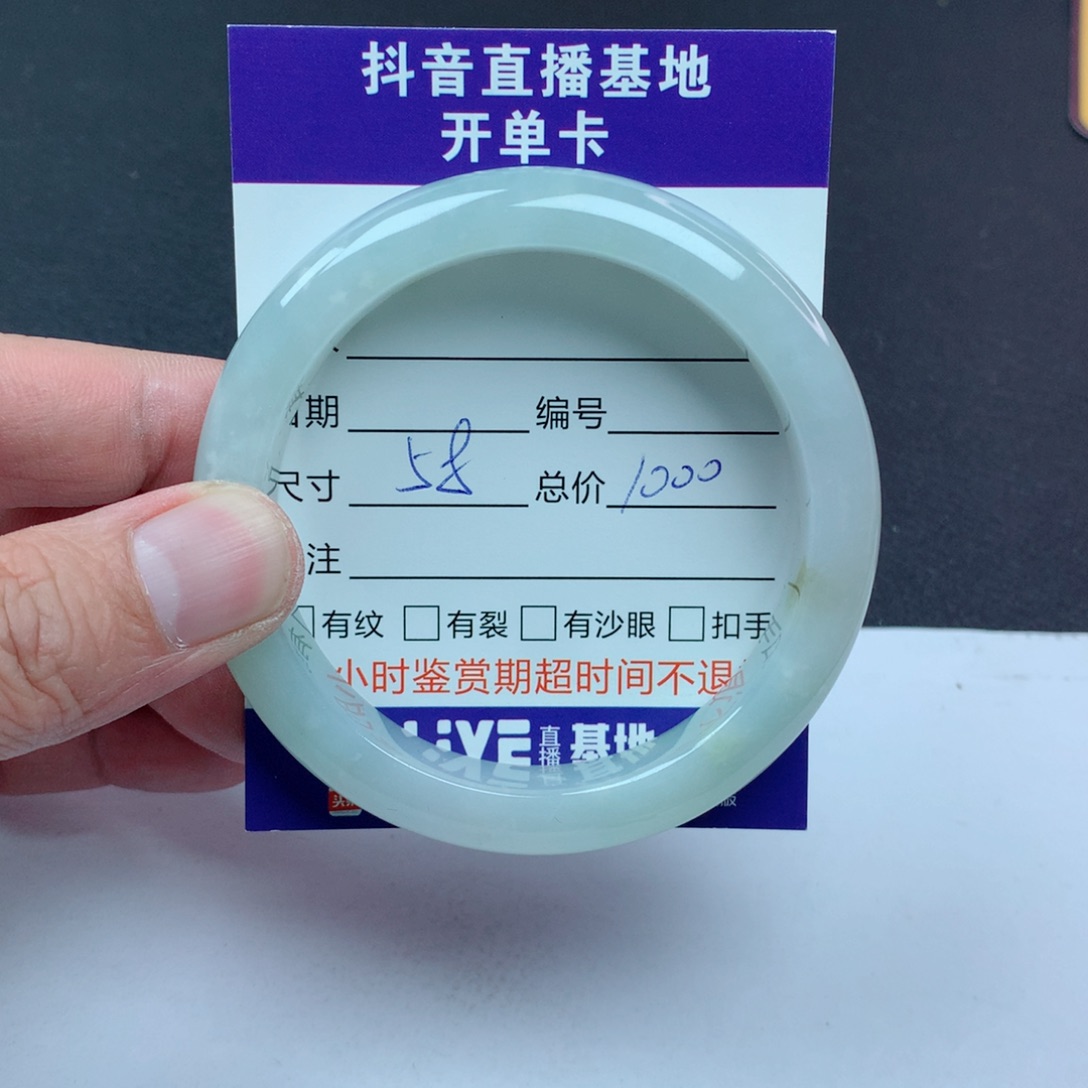 抖音直播基地
开单卡
期 编号
尺寸 58 总价 1000
注
有纹 有裂 有沙眼 扣手
小时鉴赏期超时间不退
LiVE 直播 基地